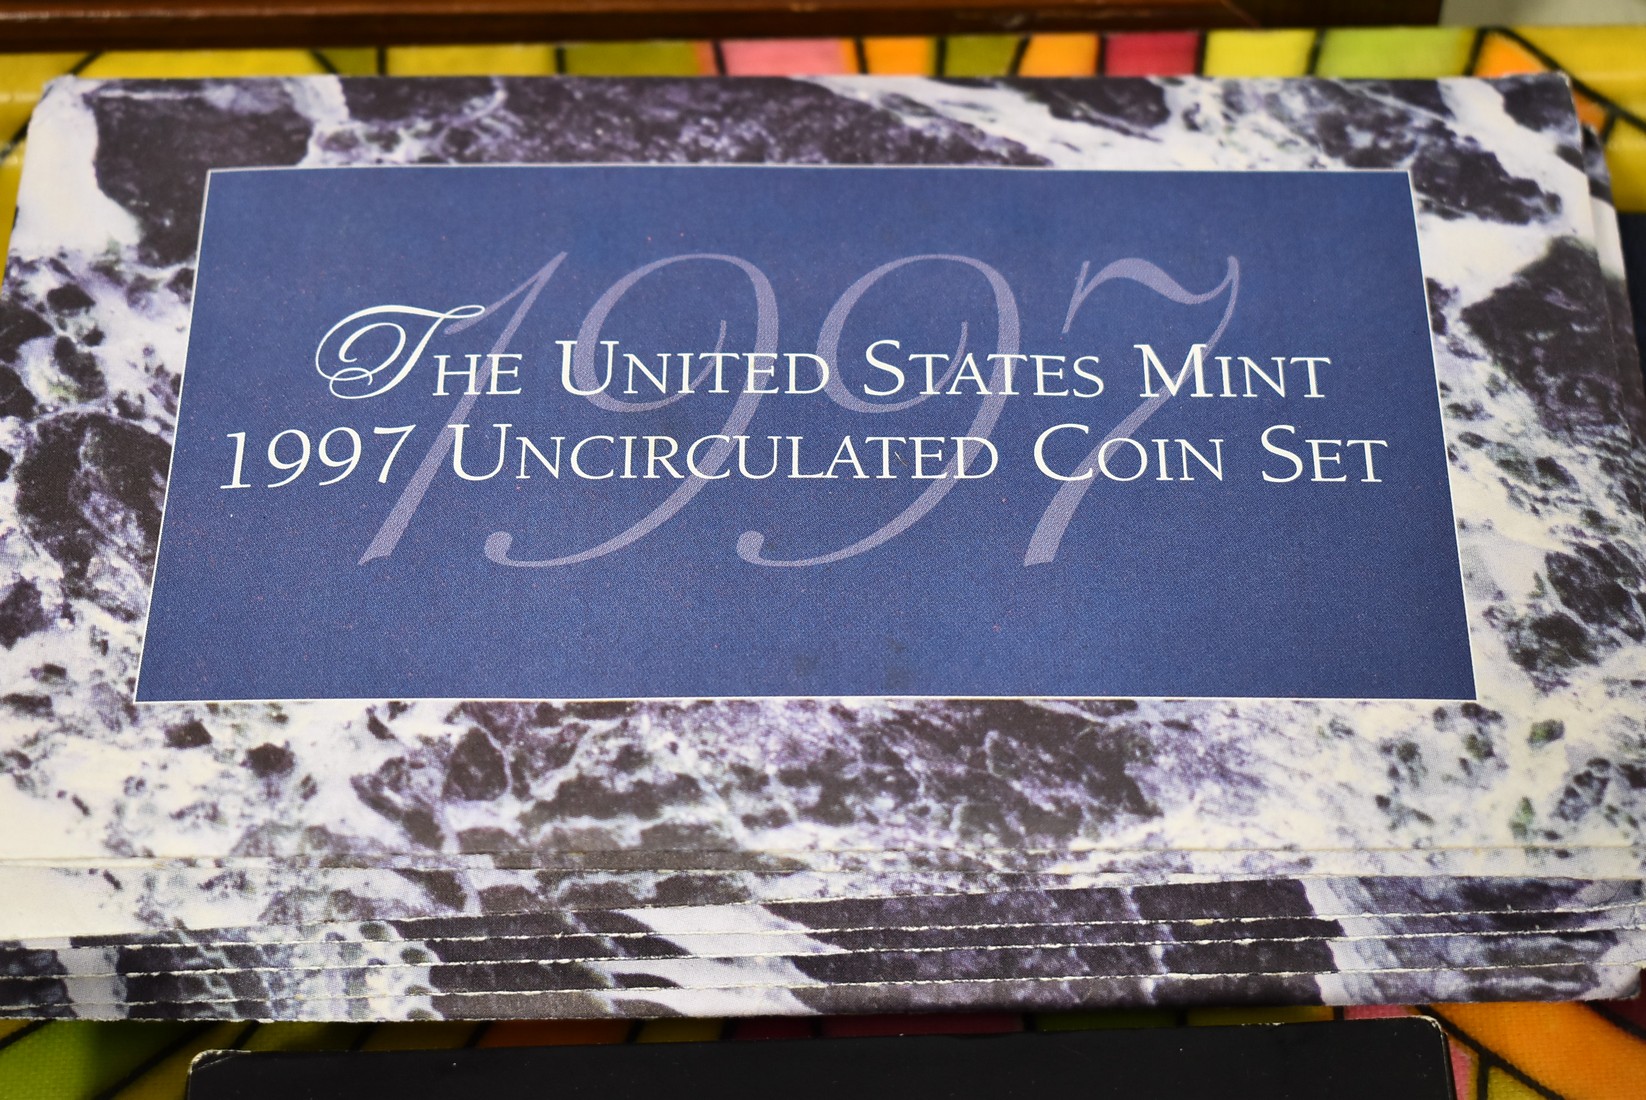 1997
The United States Mint
1997 Uncirculated Coin Set